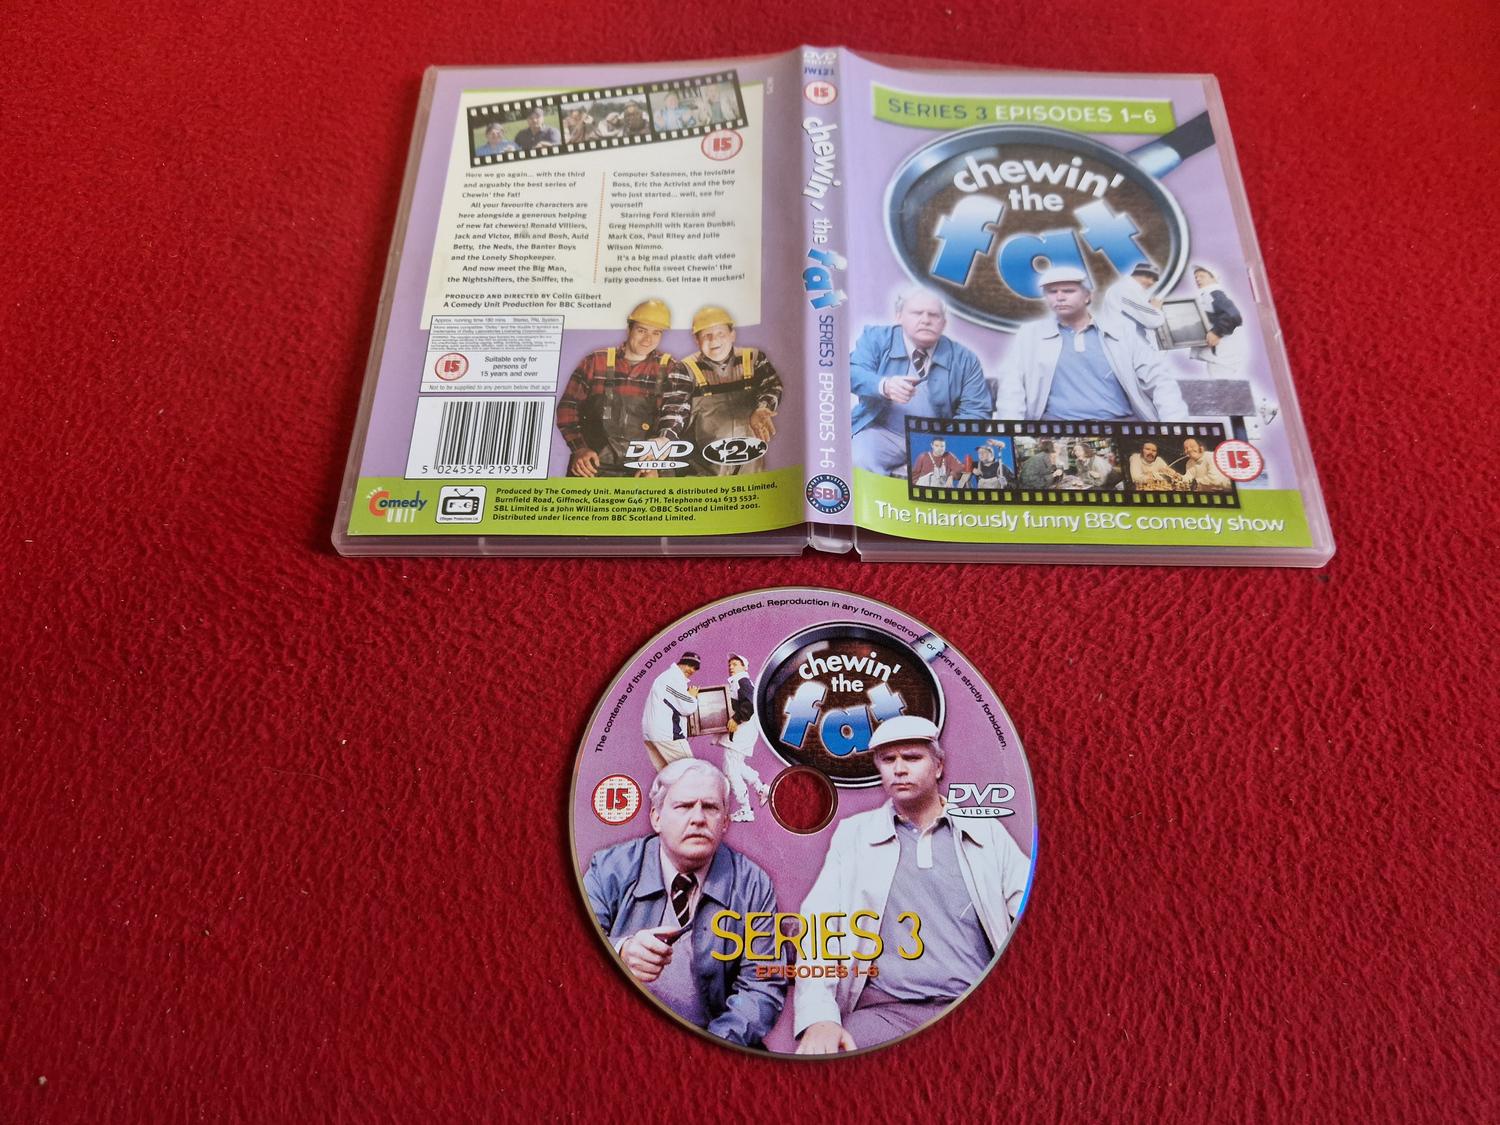 15
Here we go again... with the third
and arguably the best series of
Chewin' the Fat!
All your favourite characters are
here alongside a generous helping
of new fat chewers! Ronald Villiers,
Jack and Victor, Bish and Bosh, Auld
Betty, the Neds, the Banter Boys
and the Lonely Shopkeeper.
And now meet the Big Man,
the Nightshifters, the Sniffer, the
Computer Salesmen, the Invisible
Boss, Eric the Activist and the boy
who just started... well, see for
yourself!
Starring Ford Kiernan and
Greg Hemphill with Karen Dunbar,
Mark Cox, Paul Riley and Julie
Wilson Nimmo.
It's a big mad plastic daft video
tape choc fulla sweet Chewin' the
Fatty goodness. Get intae it muckers!
PRODUCED AND DIRECTED BY Colin Gilbert
A Comedy Unit Production for BBC Scotland
Approx. running time 180 mins Stereo, PAL System.
15
Suitable only for
persons of
15 years and over
Not to be supplied to any person below that age
5 024552 219319
DVD
VIDEO
2
THE
Comedy
UNIT
Produced by The Comedy Unit. Manufactured & distributed by SBL Limited,
Burnfield Road, Giffnock, Glasgow G46 7TH. Telephone 0141 633 5532.
SBL Limited is a John Williams company. ©BBC Scotland Limited 2001.
Distributed under licence from BBC Scotland Limited.
DVD
JW121
15
chewin' the fat SERIES 3 EPISODES 1-6
SBL
SERIES 3 EPISODES 1-6
chewin'
the
fat
15
The hilariously funny BBC comedy show
The contents of this DVD are copyright protected. Reproduction in any form electronic or print is strictly forbidden.
chewin'
the
fat
15
DVD
VIDEO
SERIES 3
EPISODES 1-6